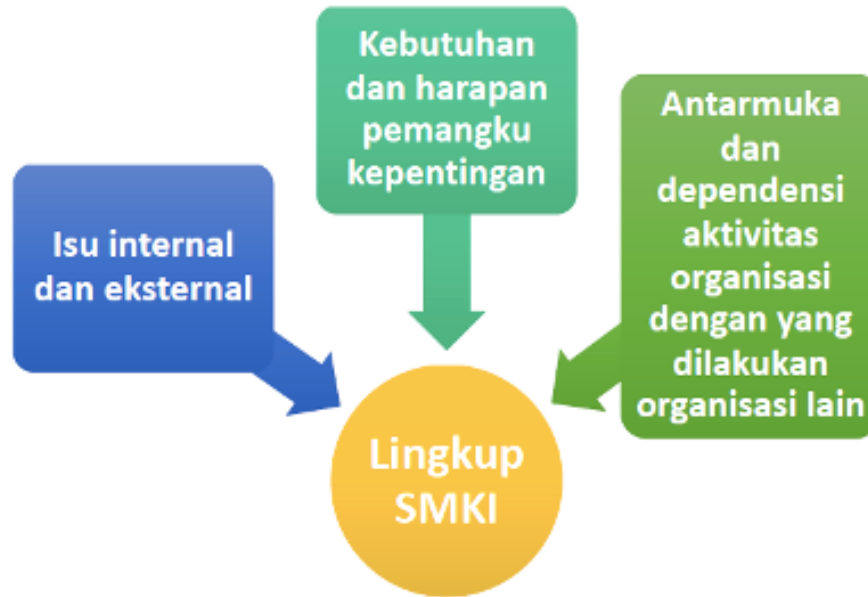 Isu internal
dan eksternal
Kebutuhan
dan harapan
pemangku
kepentingan
Antarmuka
dan
dependensi
aktivitas
organisasi
dengan yang
dilakukan
organisasi lain
Lingkup
SMKI